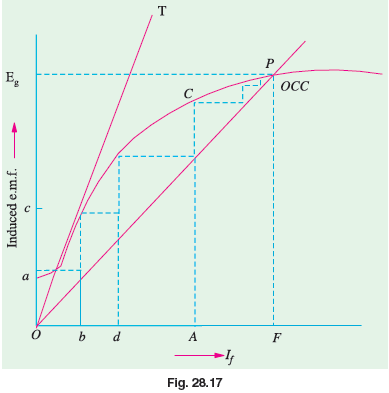 T
E_g
P
OCC
C
Induced e.m.f.
c
a
O
b
d
A
F
I_f
Fig. 28.17